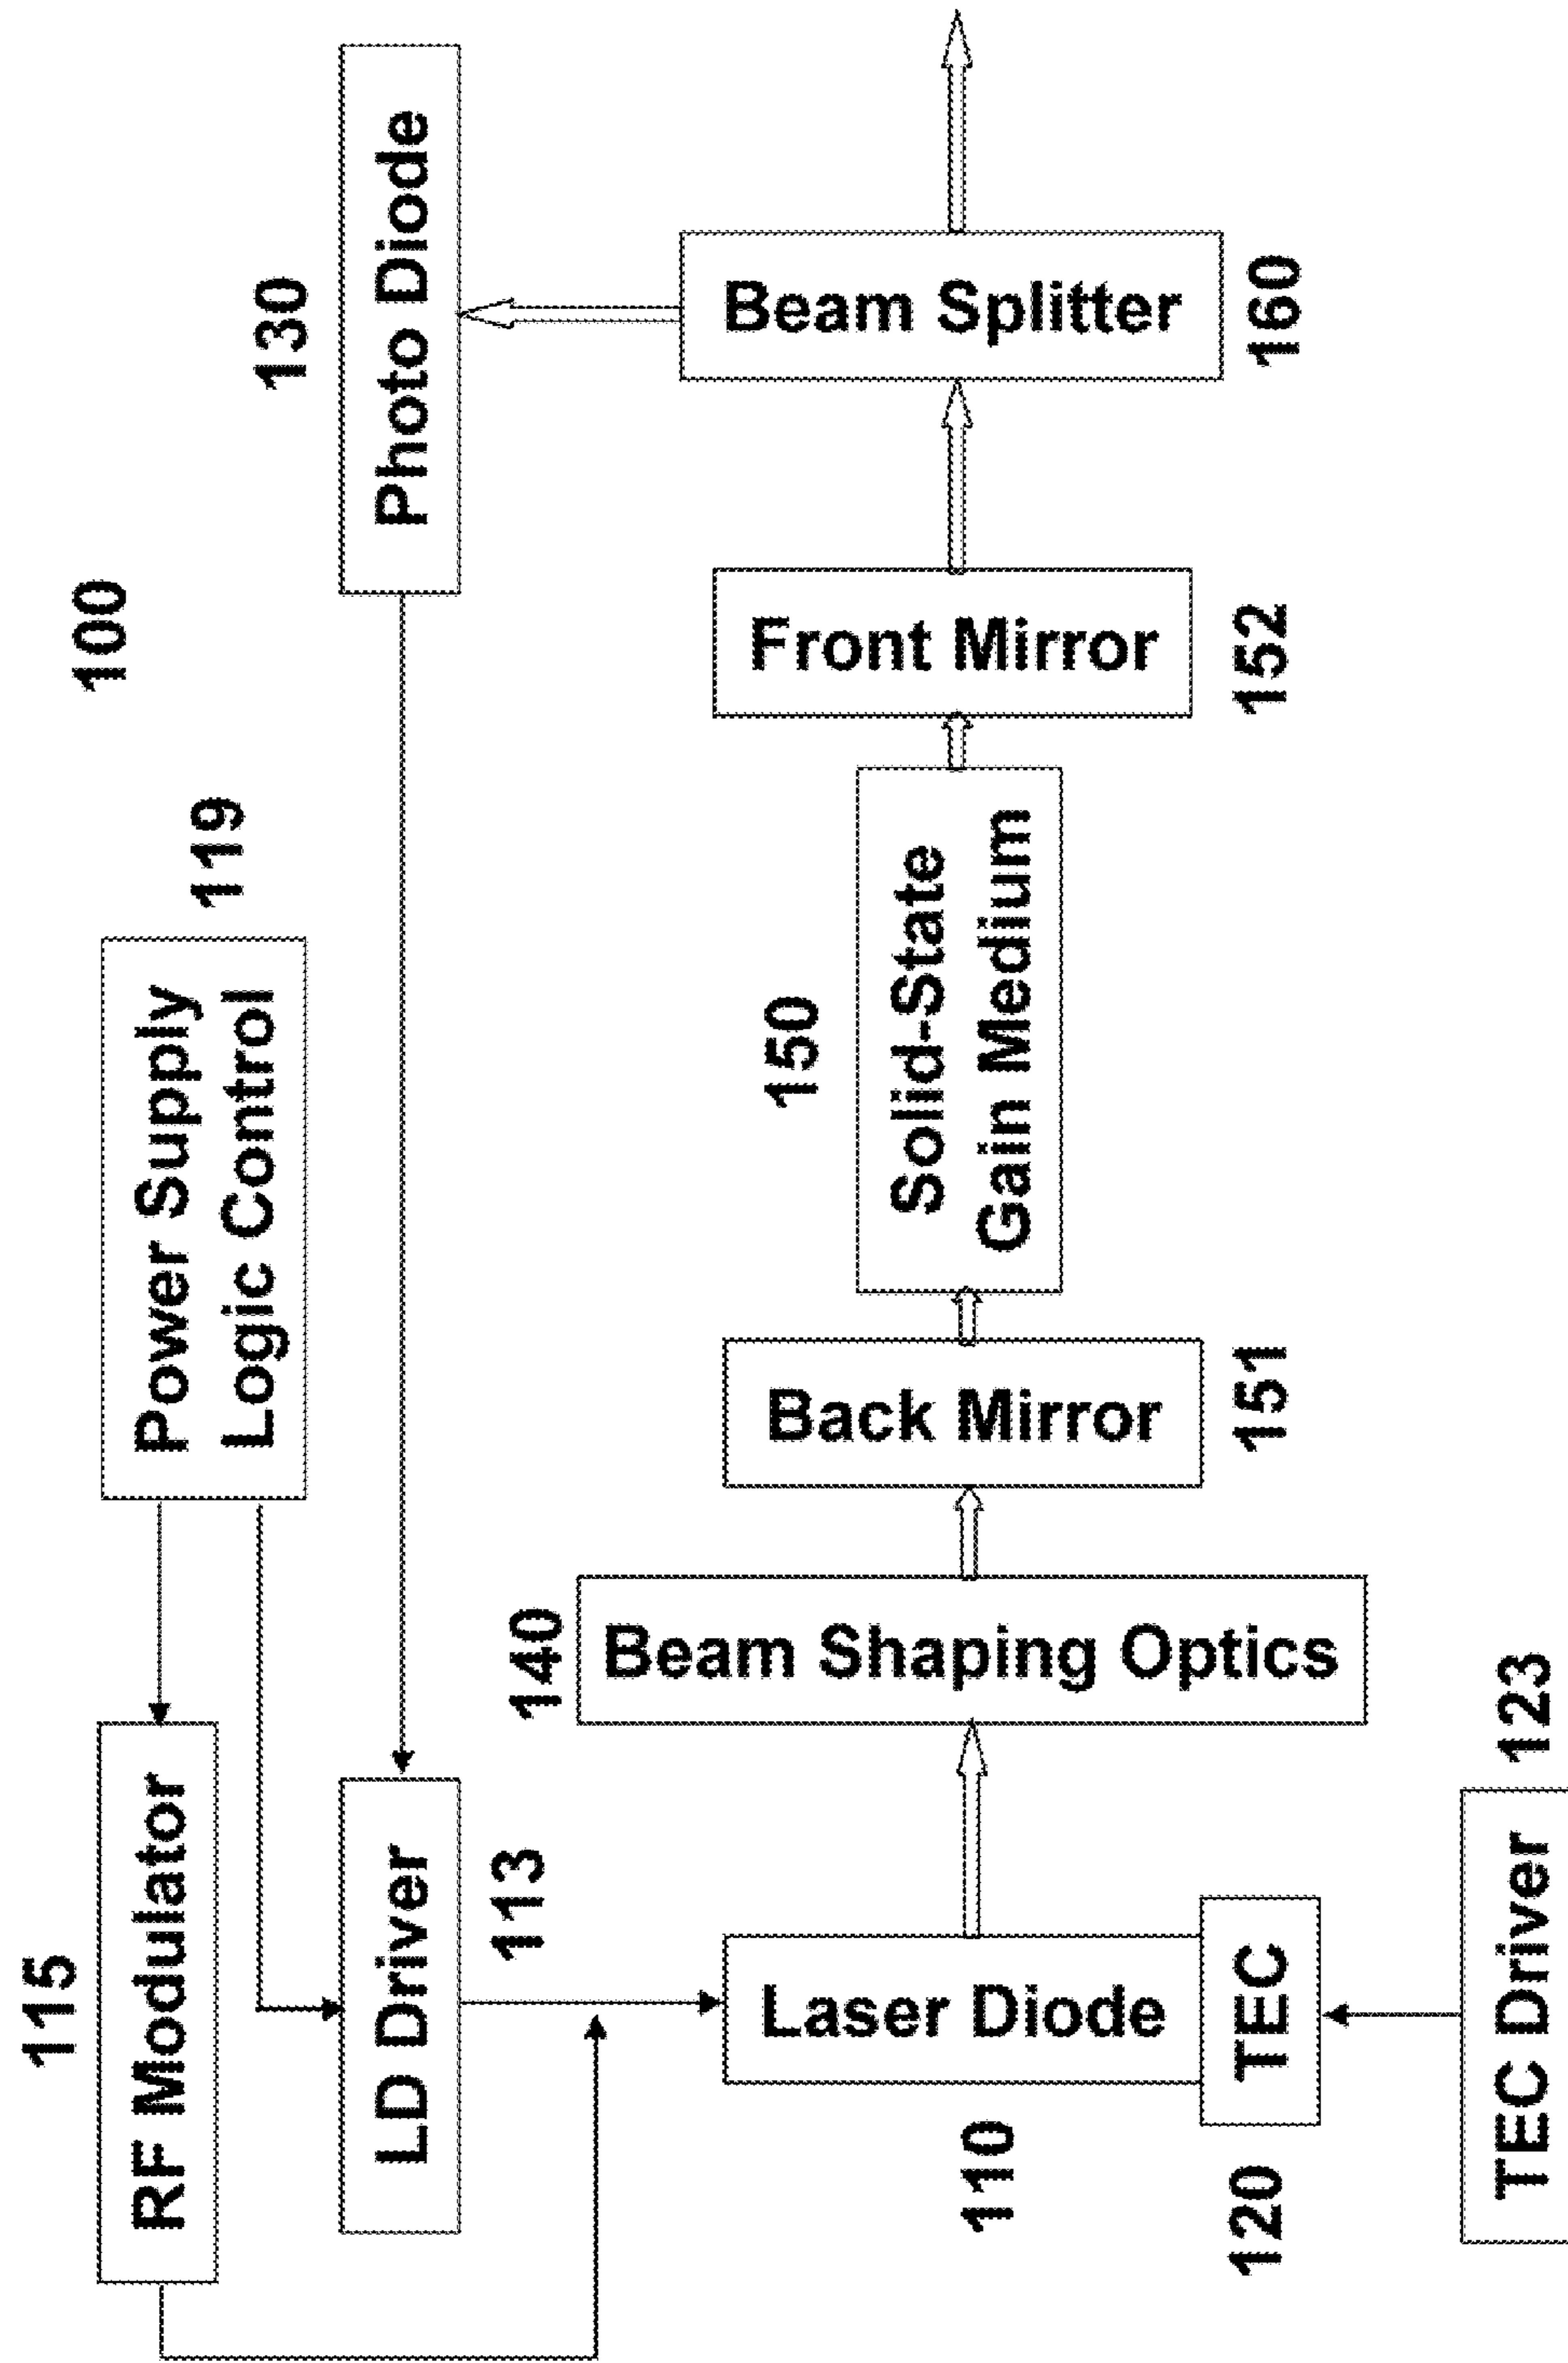 100
115
RF Modulator
Power Supply
Logic Control
119
LD Driver
113
130
Photo Diode
140
150
Laser Diode
110
Beam Shaping Optics
Back Mirror
151
Solid-State
Gain Medium
Front Mirror
152
Beam Splitter
160
TEC
120
TEC Driver
123